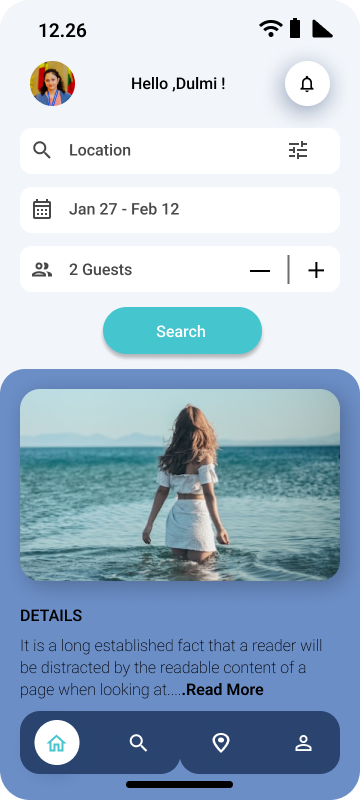 12.26
Hello ,Dulmi !
Location
Jan 27 - Feb 12
2 Guests
Search
DETAILS
It is a long established fact that a reader will
be distracted by the readable content of a
page when looking at.....Read More